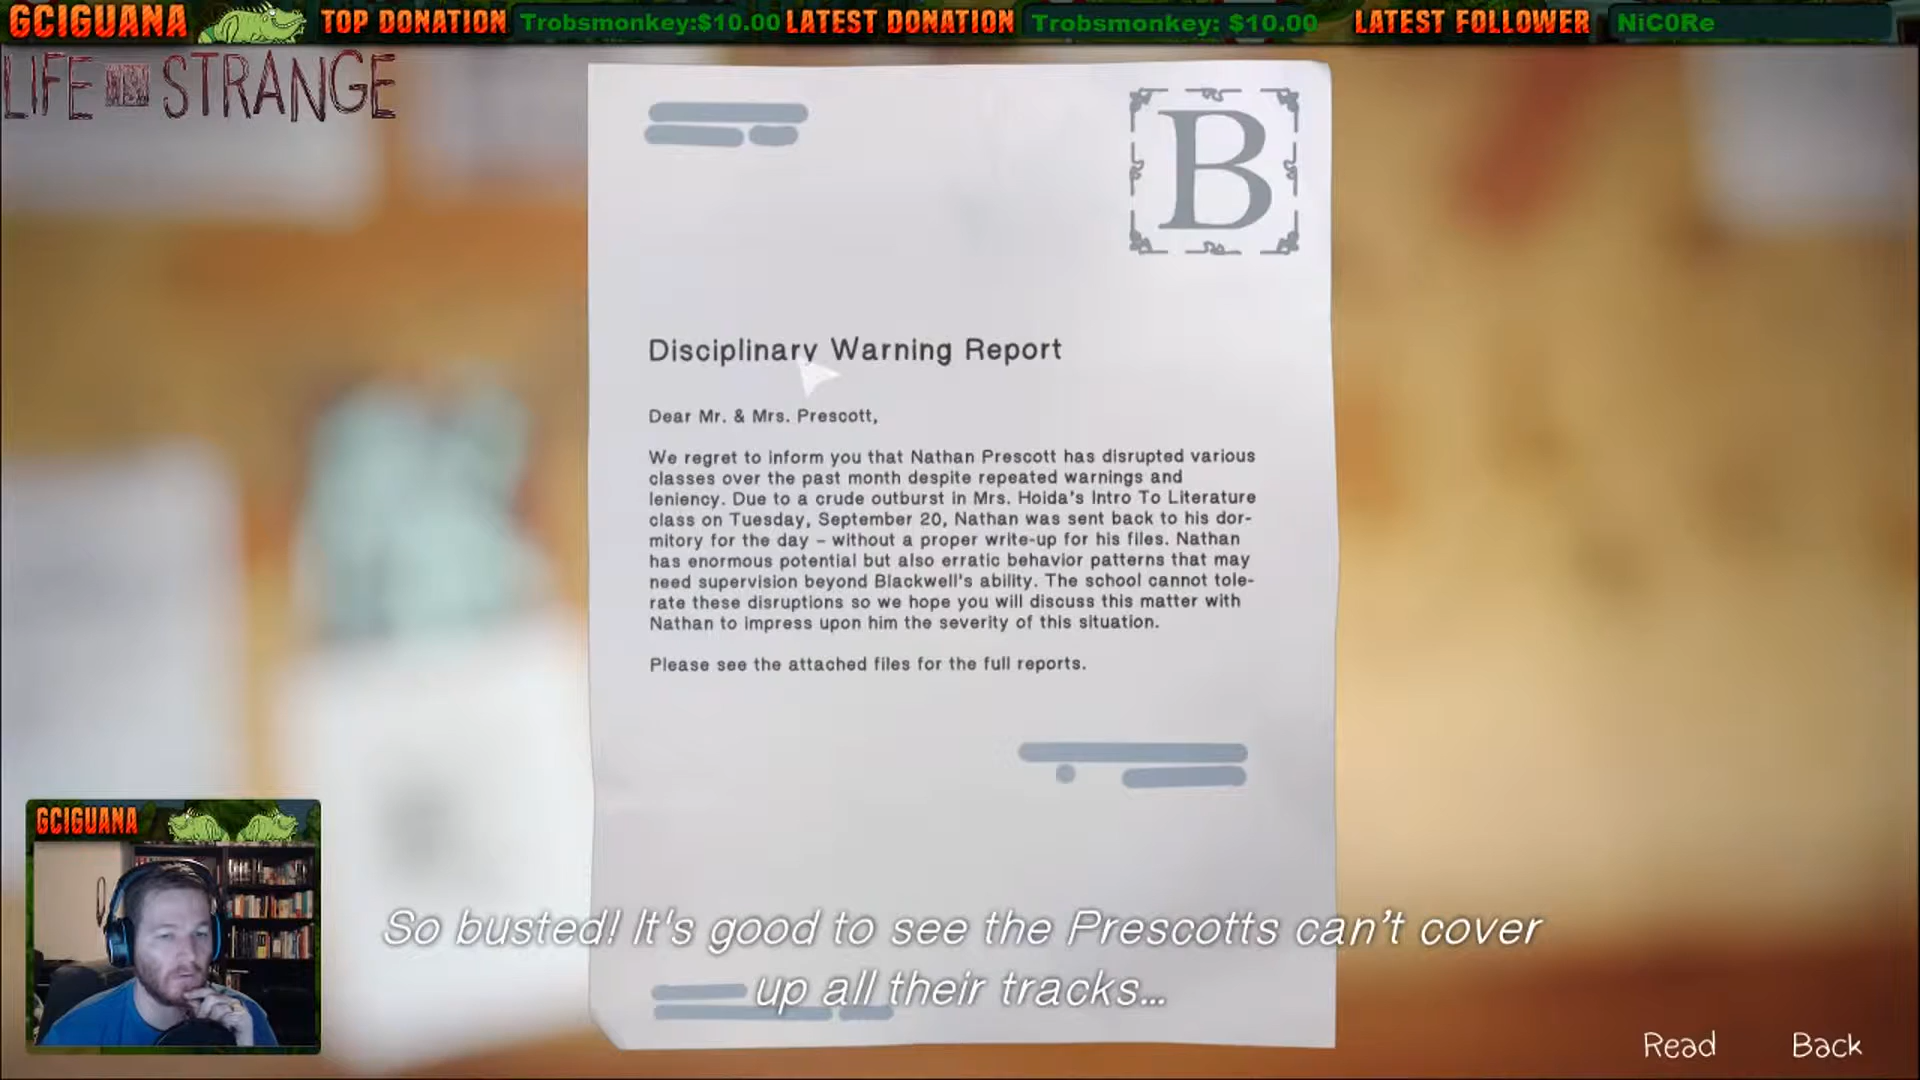 GCIGUANA TOP DONATION Trobsmonkey:$10.00 LATEST DONATION Trobsmonkey: $10.00 LATEST FOLLOWER NiC0Re
LIFE IS STRANGE
B
Disciplinary Warning Report
Dear Mr. & Mrs. Prescott,
We regret to inform you that Nathan Prescott has disrupted various
classes over the past month despite repeated warnings and
leniency. Due to a crude outburst in Mrs. Hoida's Intro To Literature
class on Tuesday, September 20, Nathan was sent back to his dor-
mitory for the day – without a proper write-up for his files. Nathan
has enormous potential but also erratic behavior patterns that may
need supervision beyond Blackwell's ability. The school cannot tole-
rate these disruptions so we hope you will discuss this matter with
Nathan to impress upon him the severity of this situation.
Please see the attached files for the full reports.
GCIGUANA
So busted! It's good to see the Prescotts can't cover
up all their tracks...
Read Back